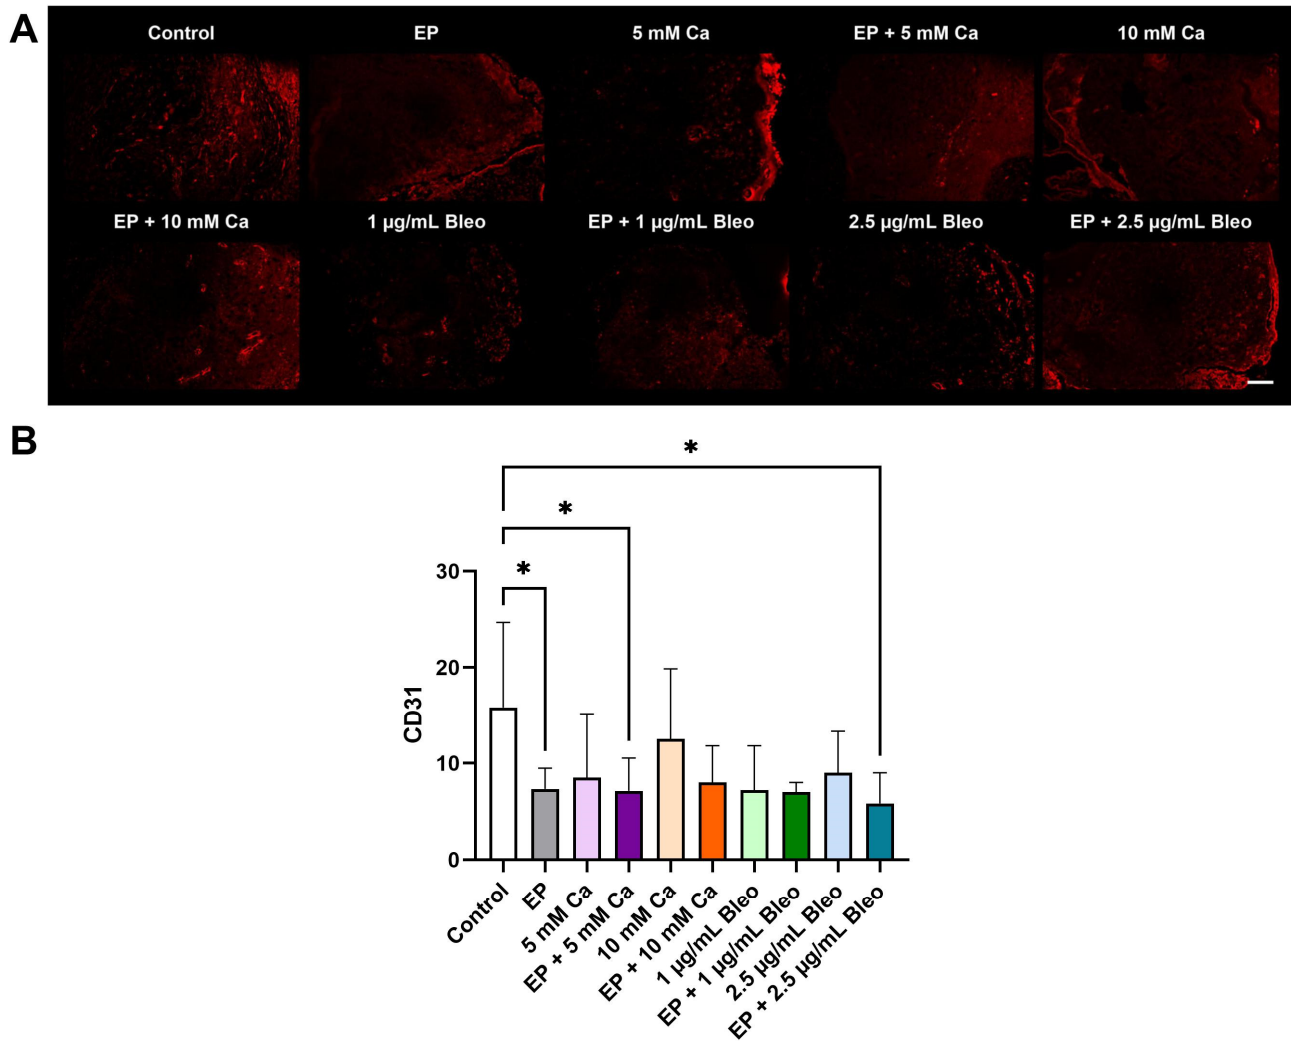 A
Control EP 5 mM Ca EP + 5 mM Ca 10 mM Ca
EP + 10 mM Ca 1 µg/mL Bleo EP + 1 µg/mL Bleo 2.5 µg/mL Bleo EP + 2.5 µg/mL Bleo
B
*
*
*
30
20
10
0
CD31
Control
EP
5 mM Ca
EP + 5 mM Ca
10 mM Ca
EP + 10 mM Ca
1 µg/mL Bleo
EP + 1 µg/mL Bleo
2.5 µg/mL Bleo
EP + 2.5 µg/mL Bleo